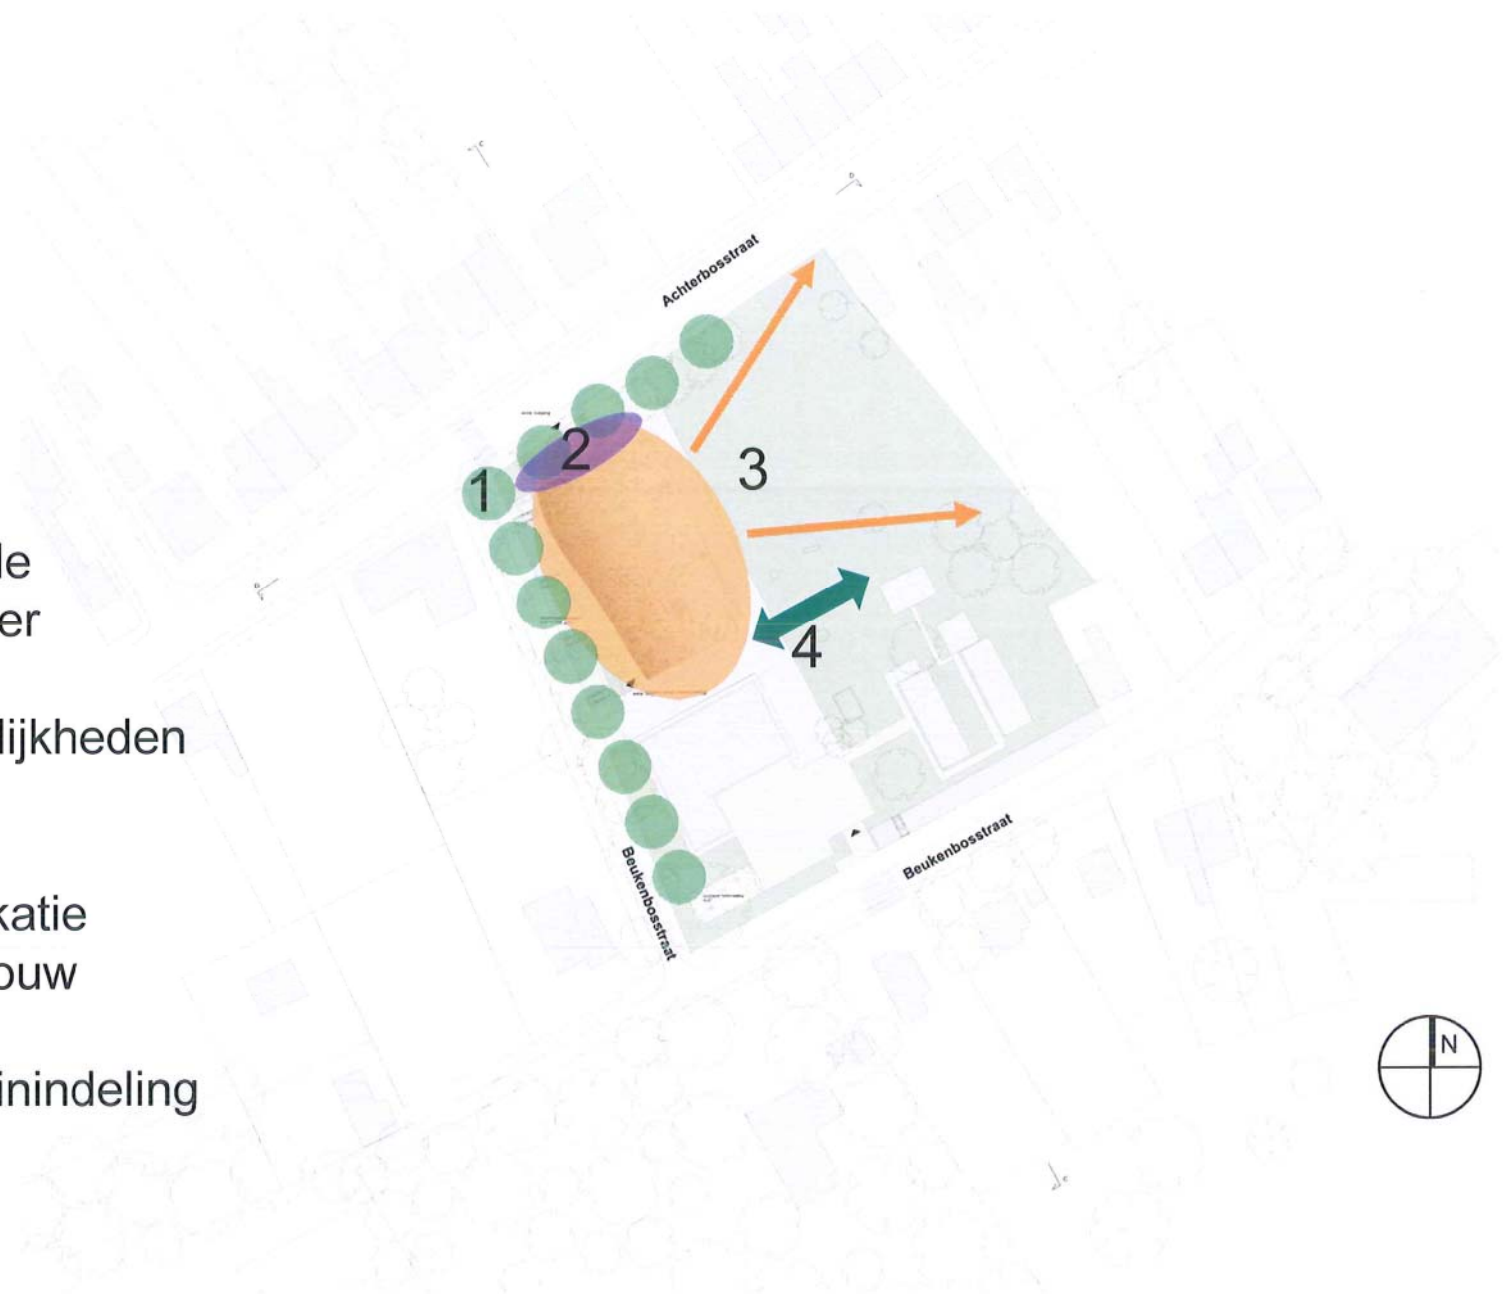 C
D
Achterbosstraat
2
3
1
le
er
D
4
lijkheden
Beukenbosstraat
Beukenbosstraat
katie
ouw
N
inindeling
C